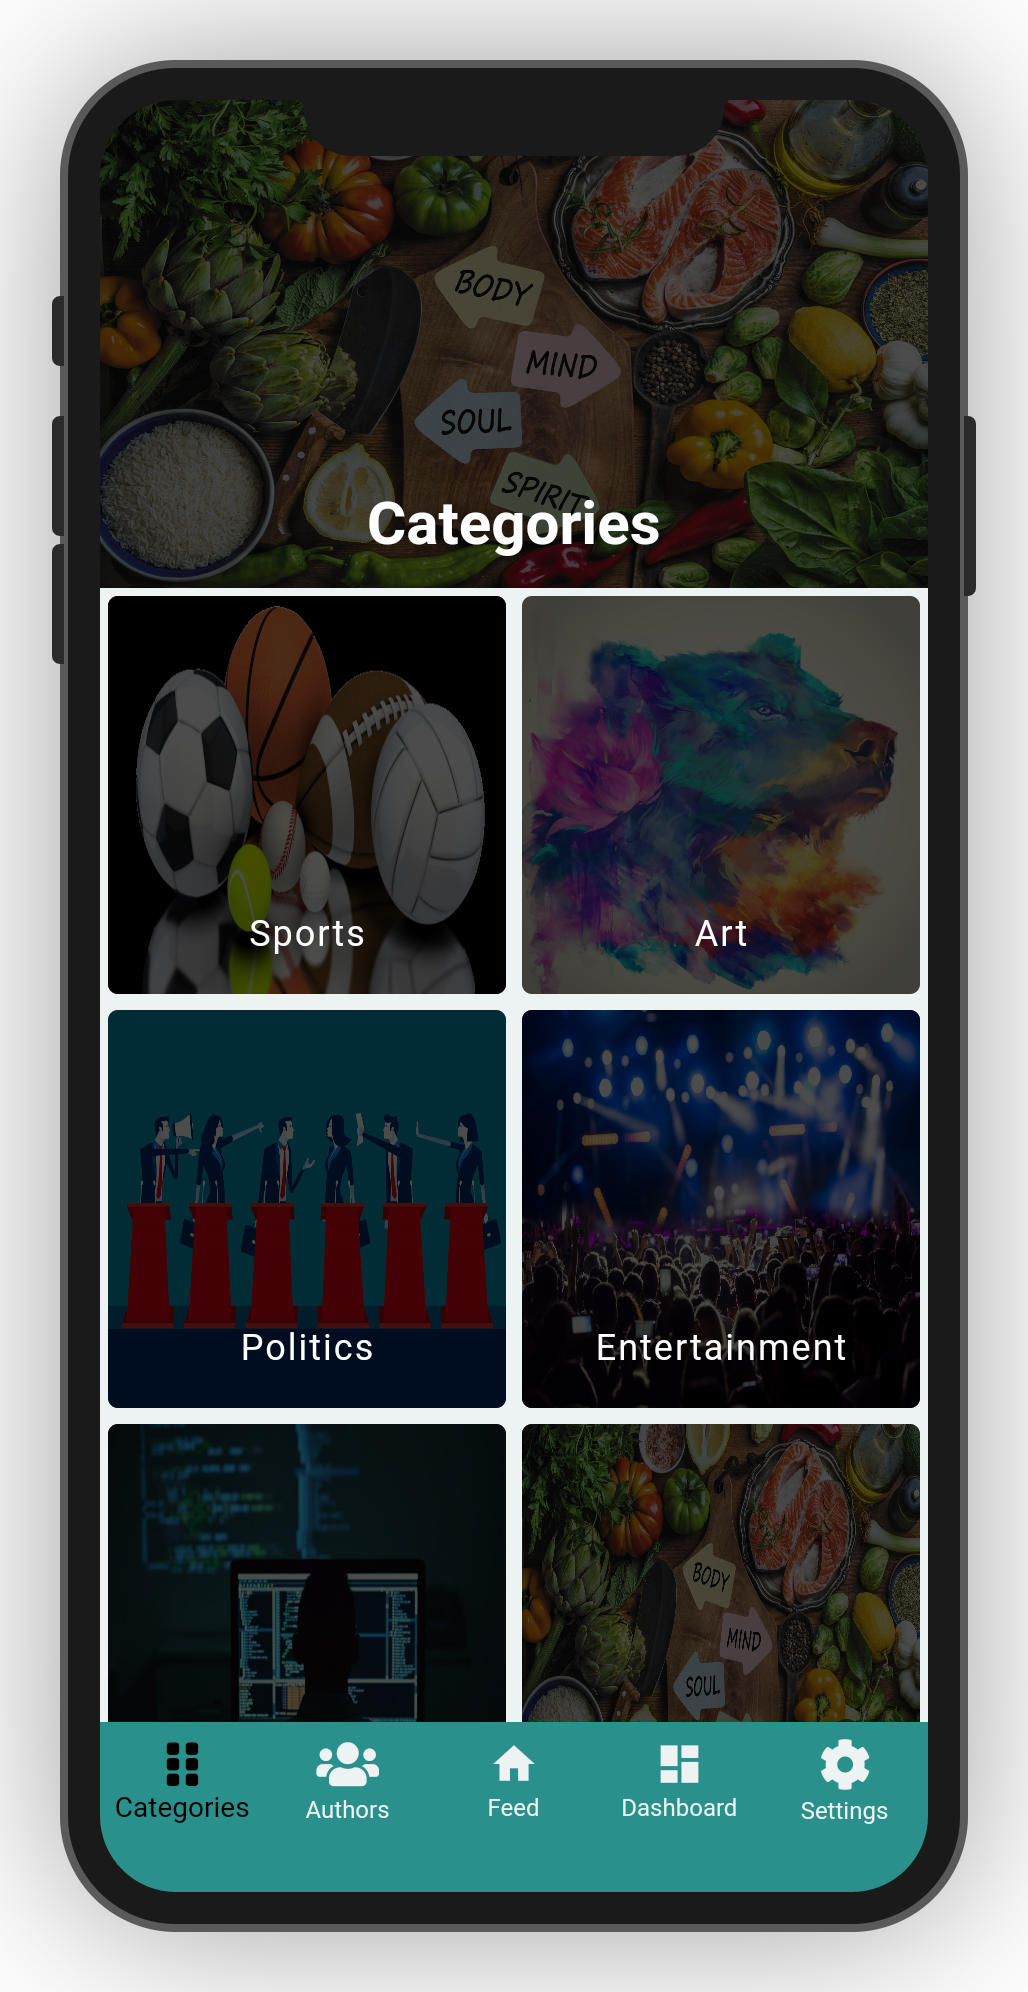 BODY
MIND
SOUL
SPIRIT
Categories
Sports
Art
Politics
Entertainment
BODY
MIND
SOUL
Categories
Authors
Feed
Dashboard
Settings